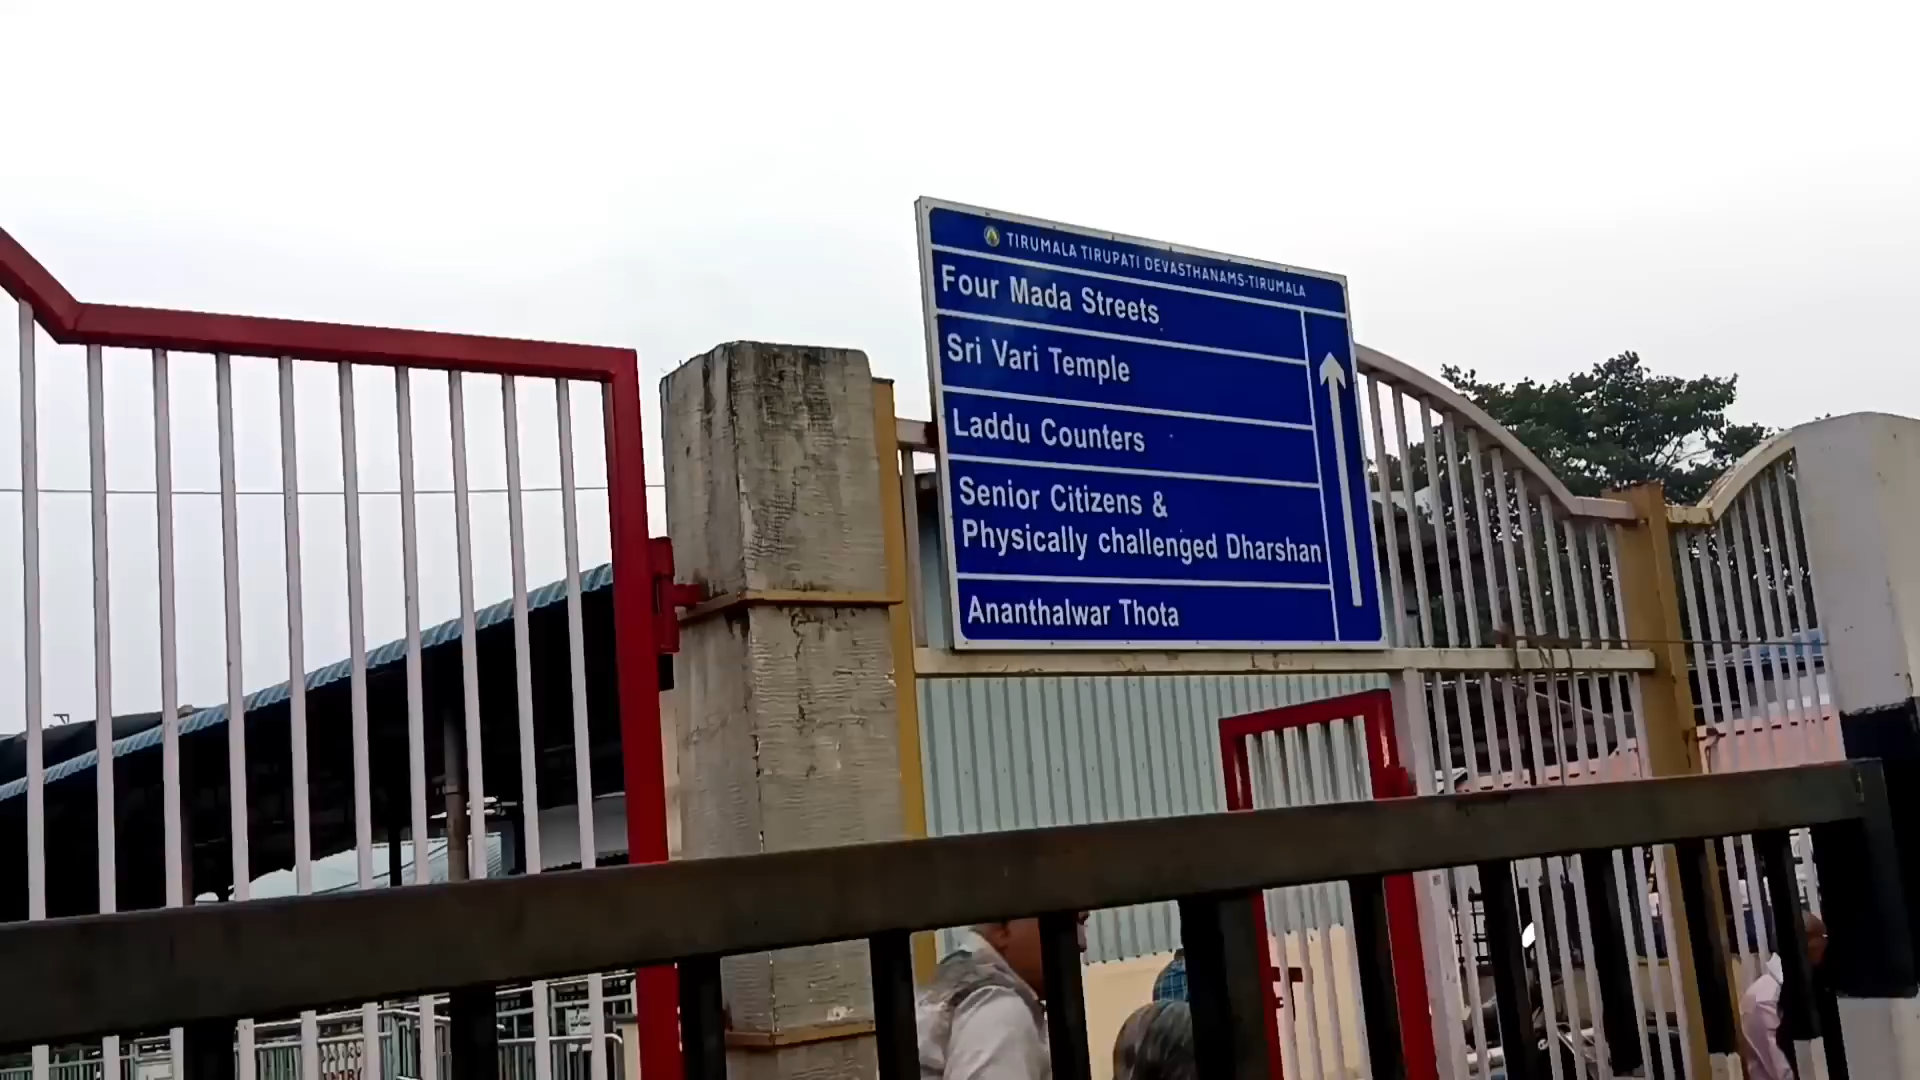 TIRUMALA TIRUPATI DEVASTHANAMS-TIRUMALA
Four Mada Streets
Sri Vari Temple
Laddu Counters
Senior Citizens &
Physically challenged Dharshan
Ananthalwar Thota